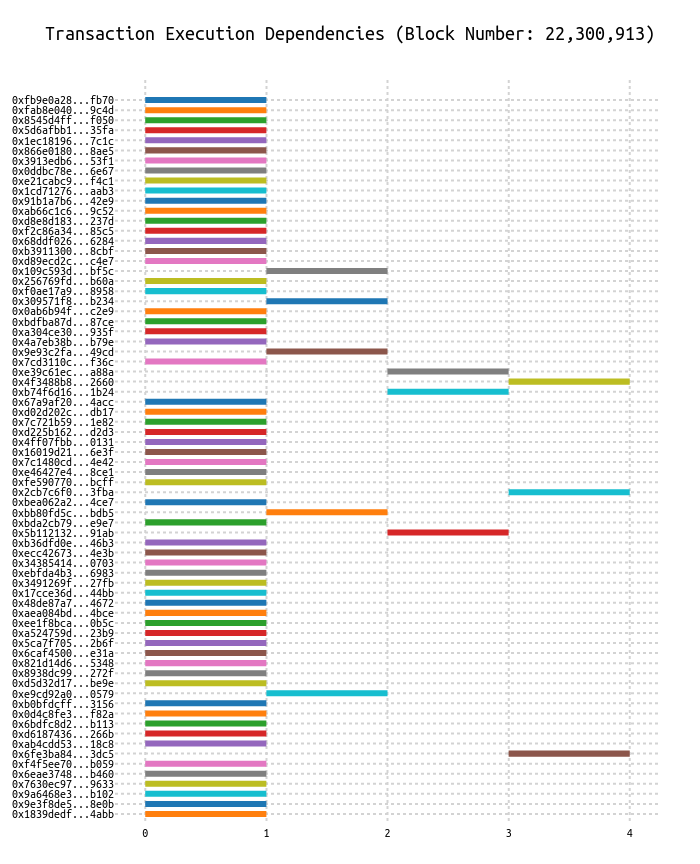 Transaction Execution Dependencies (Block Number: 22,300,913)
0xfb9e0a28...fb70
0xfab8e040...9c4d
0x8545d4ff...f050
0x5d6afbb1...35fa
0x1ec18196...7c1c
0x866e0180...8ae5
0x3913edb6...53f1
0x0ddbc78e...6e67
0xe21cabc9...f4c1
0x1cd71276...aab3
0x91b1a7b6...42e9
0xab66c1c6...9c52
0xd8e8d183...237d
0xf2c86a34...85c5
0x68ddf026...6284
0xb3911300...8cbf
0xd89ecd2c...c4e7
0x109c593d...bf5c
0x256769fd...b60a
0xf0ae17a9...8958
0x309571f8...b234
0x0ab6b94f...c2e9
0xbdfba87d...87ce
0xa304ce30...935f
0x4a7eb38b...b79e
0x9e93c2fa...49cd
0x7cd3110c...f36c
0xe39c61ec...a88a
0x4f3488b8...2660
0xb74f6d16...1b24
0x67a9af20...4acc
0xd02d202c...db17
0x7c721b59...1e82
0xd225b162...d2d3
0x4ff07fbb...0131
0x16019d21...6e3f
0x7c1480cd...4e42
0xe46427e4...8ce1
0xfe590770...bcff
0x2cb7c6f0...3fba
0xbea062a2...4ce7
0xbb80fd5c...bdb5
0xbda2cb79...e9e7
0x5b112132...91ab
0xb36dfd0e...46b3
0xecc42673...4e3b
0x34385414...0703
0xebfda4b3...6983
0x3491269f...27fb
0x17cce36d...44bb
0x48de87a7...4672
0xaea084bd...4bce
0xee1f8bca...0b5c
0xa524759d...23b9
0x5ca7f705...2b6f
0x6caf4500...e31a
0x821d14d6...5348
0x8938dc99...272f
0xd5d32d17...be9e
0xe9cd92a0...0579
0xb0bfdcff...3156
0x0d4c8fe3...f82a
0x6bdfc8d2...b113
0xd6187436...266b
0xab4cdd53...18c8
0x6fe3ba84...3dc5
0xf4f5ee70...b059
0x6eae3748...b460
0x7630ec97...9633
0x9a6468e3...b102
0x9e3f8de5...8e0b
0x1839dedf...4abb
0 1 2 3 4